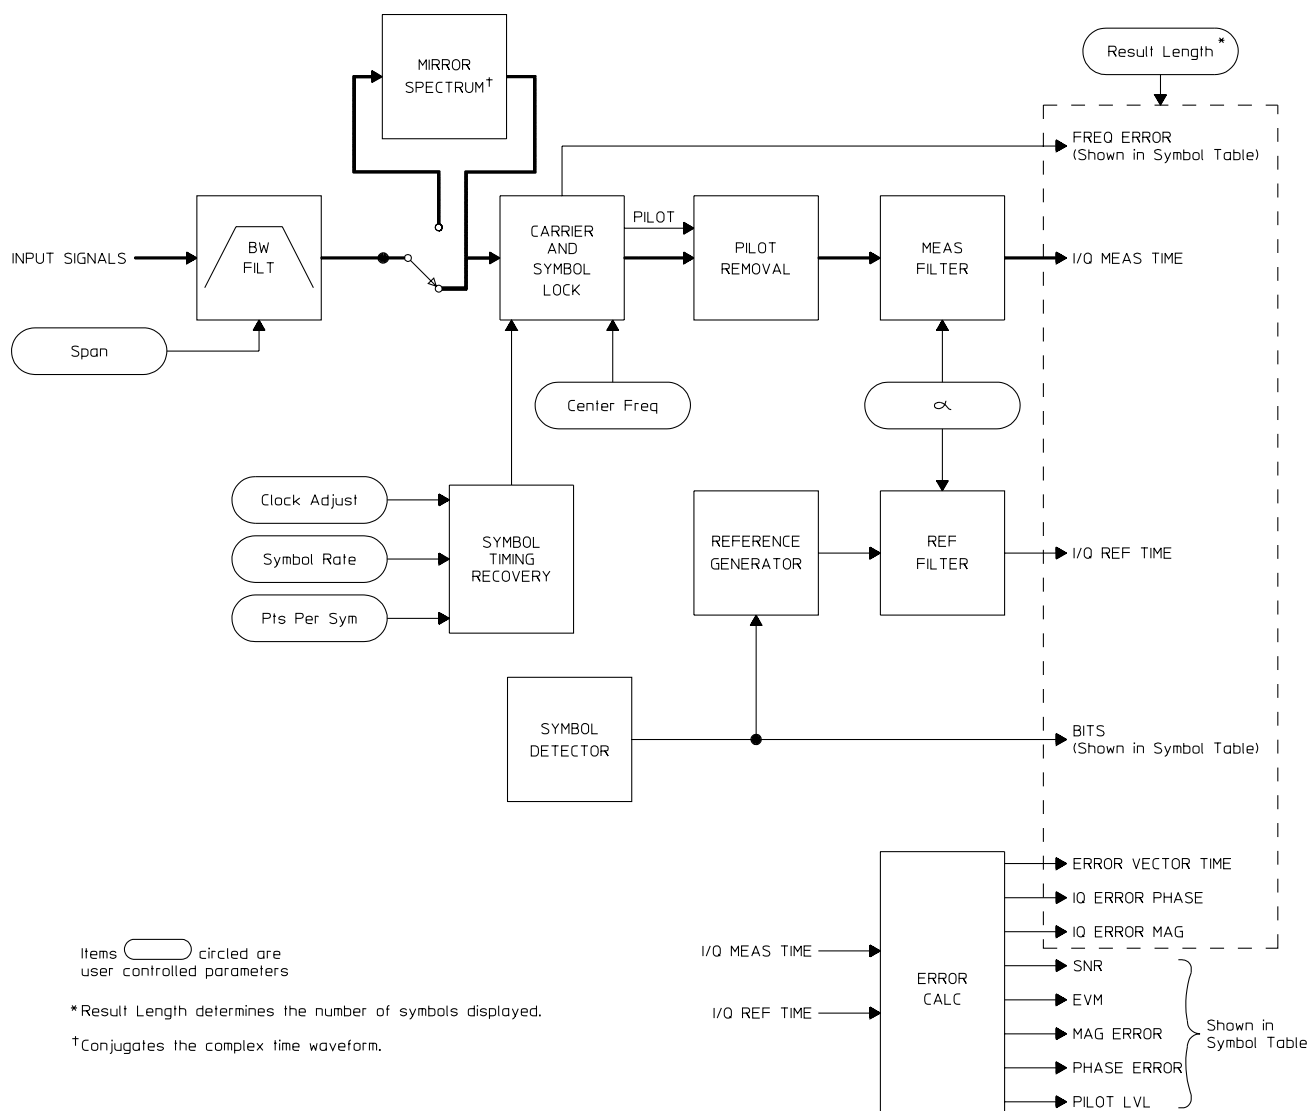 MIRROR
SPECTRUM†
Result Length*
FREQ ERROR
(Shown in Symbol Table)
INPUT SIGNALS
BW
FILT
CARRIER
AND
SYMBOL
LOCK
PILOT
PILOT
REMOVAL
MEAS
FILTER
I/Q MEAS TIME
Span
Center Freq
α
Clock Adjust
Symbol Rate
Pts Per Sym
SYMBOL
TIMING
RECOVERY
REFERENCE
GENERATOR
REF
FILTER
I/Q REF TIME
SYMBOL
DETECTOR
BITS
(Shown in Symbol Table)
I/Q MEAS TIME
I/Q REF TIME
ERROR
CALC
ERROR VECTOR TIME
IQ ERROR PHASE
IQ ERROR MAG
SNR
EVM
MAG ERROR
PHASE ERROR
PILOT LVL
Shown in
Symbol Table
Items circled are
user controlled parameters
*Result Length determines the number of symbols displayed.
†Conjugates the complex time waveform.